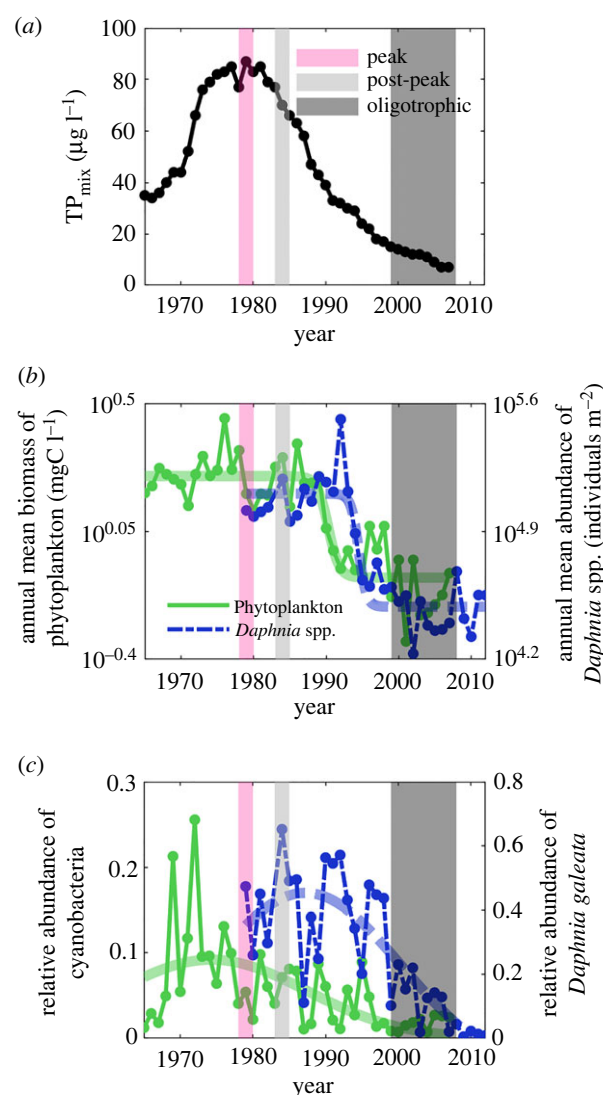 (a)
100
80
60
40
20
0
TPmix (μg l−1)
peak
post-peak
oligotrophic
1970 1980 1990 2000 2010
year
(b)
10^0.5
10^0.05
10^−0.4
annual mean biomass of
phytoplankton (mgC l−1)
Phytoplankton
Daphnia spp.
10^5.6
10^4.9
10^4.2
annual mean abundance of
Daphnia spp. (individuals m−2)
1970 1980 1990 2000 2010
year
(c)
0.3
0.2
0.1
0
relative abundance of
cyanobacteria
0.8
0.6
0.4
0.2
0
relative abundance of
Daphnia galeata
1970 1980 1990 2000 2010
year